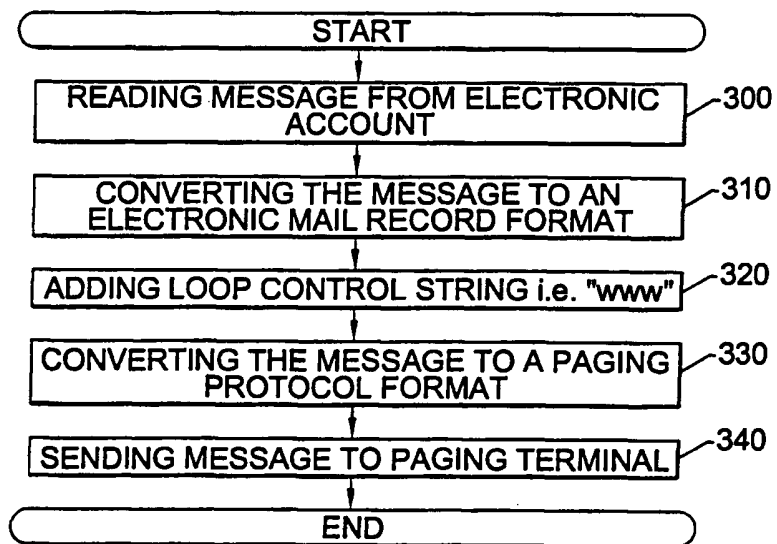 START
READING MESSAGE FROM ELECTRONIC
ACCOUNT
300
CONVERTING THE MESSAGE TO AN
ELECTRONIC MAIL RECORD FORMAT
310
ADDING LOOP CONTROL STRING i.e. "www"
320
CONVERTING THE MESSAGE TO A PAGING
PROTOCOL FORMAT
330
SENDING MESSAGE TO PAGING TERMINAL
340
END